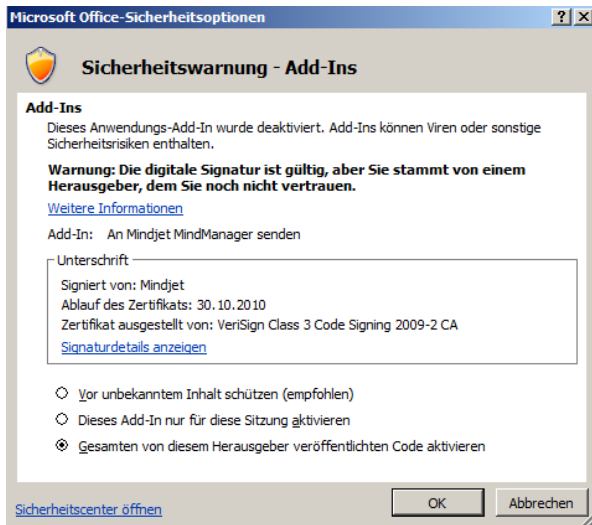 Microsoft Office-Sicherheitsoptionen
Sicherheitswarnung - Add-Ins
Add-Ins
Dieses Anwendungs-Add-In wurde deaktiviert. Add-Ins können Viren oder sonstige
Sicherheitsrisiken enthalten.
Warnung: Die digitale Signatur ist gültig, aber Sie stammt von einem
Herausgeber, dem Sie noch nicht vertrauen.
Weitere Informationen
Add-In: An Mindjet MindManager senden
Unterschrift
Signiert von: Mindjet
Ablauf des Zertifikats: 30.10.2010
Zertifikat ausgestellt von: VeriSign Class 3 Code Signing 2009-2 CA
Signaturdetails anzeigen
Vor unbekanntem Inhalt schützen (empfohlen)
Dieses Add-In nur für diese Sitzung aktivieren
Gesamten von diesem Herausgeber veröffentlichten Code aktivieren
Sicherheitscenter öffnen
OK
Abbrechen